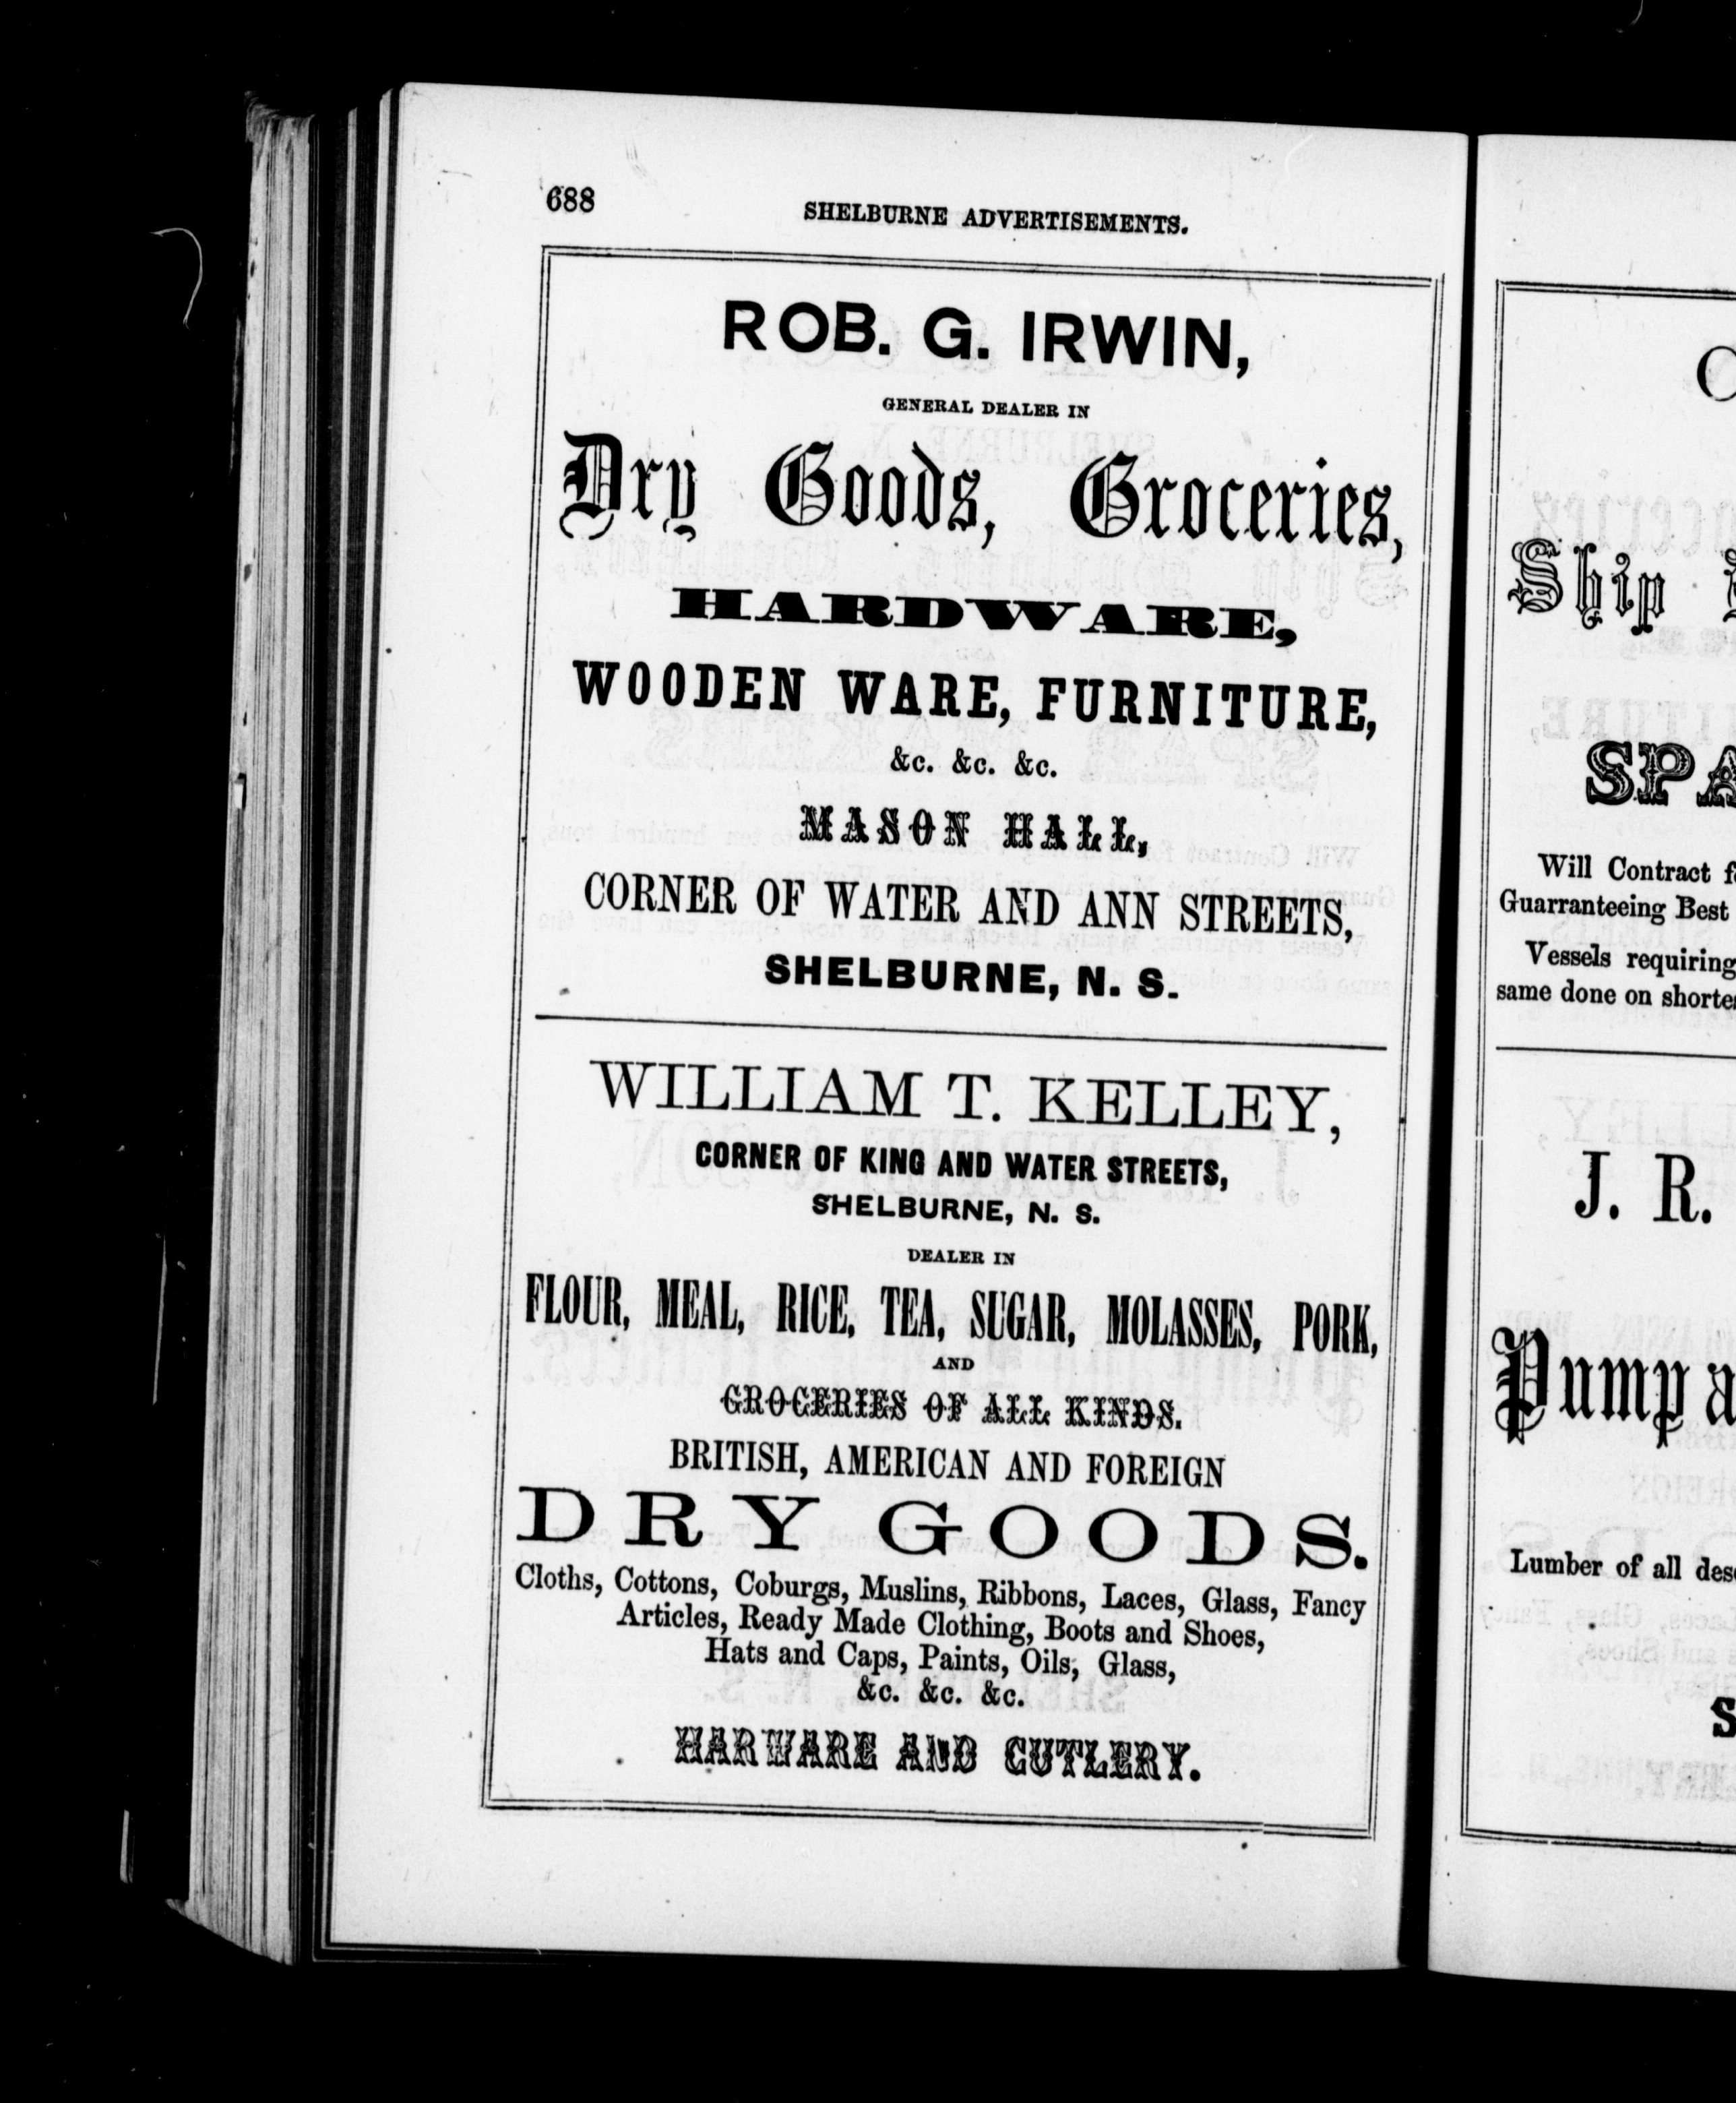 688
SHELBURNE ADVERTISEMENTS.
ROB. G. IRWIN,
GENERAL DEALER IN
Dry Goods, Groceries,
HARDWARE,
WOODEN WARE, FURNITURE,
&c. &c. &c.
MASON HALL,
CORNER OF WATER AND ANN STREETS,
SHELBURNE, N. S.
WILLIAM T. KELLEY,
CORNER OF KING AND WATER STREETS,
SHELBURNE, N. S.
DEALER IN
FLOUR, MEAL, RICE, TEA, SUGAR, MOLASSES, PORK,
AND
GROCERIES OF ALL KINDS.
BRITISH, AMERICAN AND FOREIGN
DRY GOODS.
Cloths, Cottons, Coburgs, Muslins, Ribbons, Laces, Glass, Fancy
Articles, Ready Made Clothing, Boots and Shoes,
Hats and Caps, Paints, Oils, Glass,
&c. &c. &c.
HARWARE AND CUTLERY.
Ship
Will Contract
Guarranteeing Best
Vessels requiring
same done on
J. R.
Pump
Lumber of all